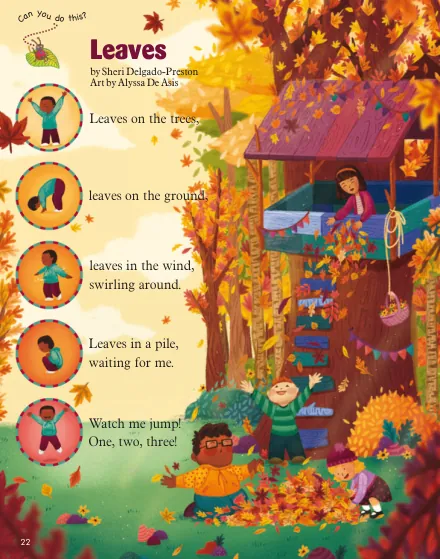 Can you do this?
Leaves
by Sheri Delgado-Preston
Art by Alyssa De Asis
Leaves on the trees,
leaves on the ground,
leaves in the wind,
swirling around.
Leaves in a pile,
waiting for me.
Watch me jump!
One, two, three!
22